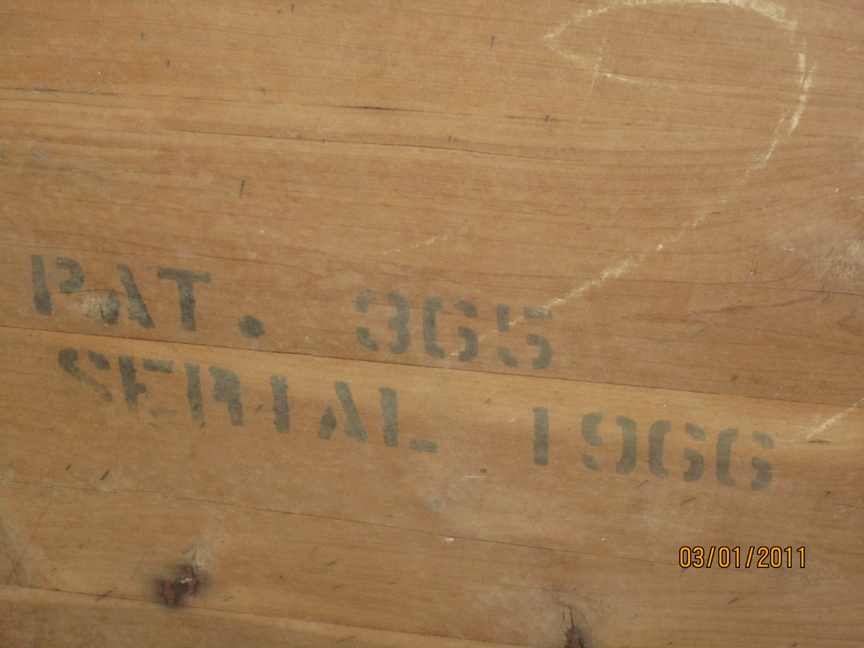 PAT. 365
SERIAL 1966
03/01/2011